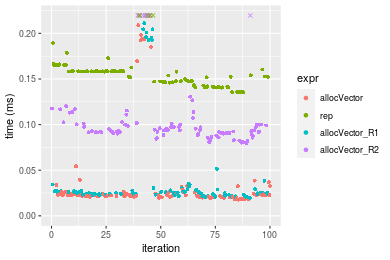 0,20
0,15
0.10
0.05
0.00
time (ms)
0
25
50
75
100
iteration
expr
allocVector
rep
allocVector_R1
allocVector_R2